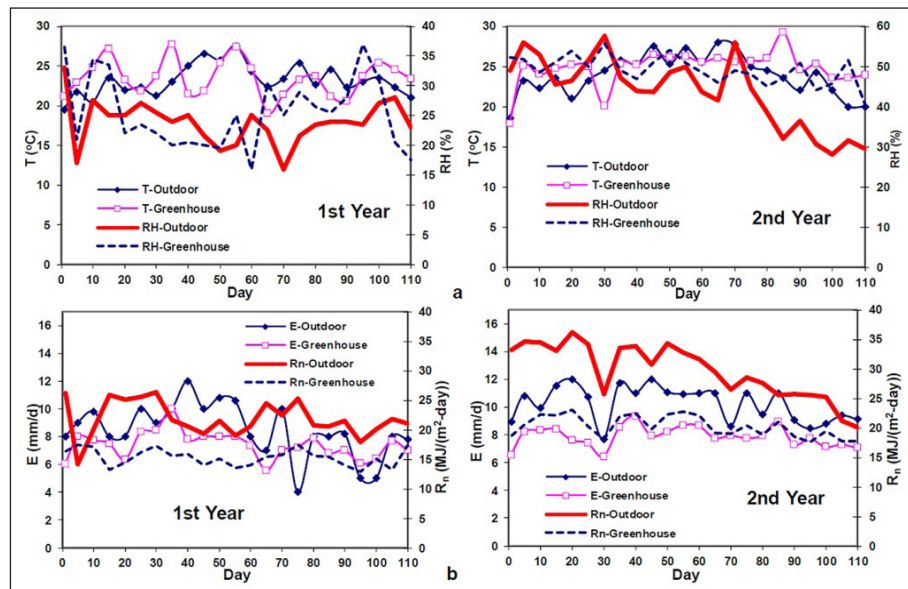 30
25
20
15
10
5
0
T (°C)
40
35
30
25
20
15
10
5
0
RH (%)
T-Outdoor
T-Greenhouse
RH-Outdoor
RH-Greenhouse
1st Year
0 10 20 30 40 50 60 70 80 90 100 110
Day
30
25
20
15
10
5
0
T (°C)
60
50
40
30
20
10
0
RH (%)
T-Outdoor
T-Greenhouse
RH-Outdoor
RH-Greenhouse
2nd Year
0 10 20 30 40 50 60 70 80 90 100 110
Day
a
16
14
12
10
8
6
4
2
0
E (mm/d)
40
35
30
25
20
15
10
5
0
Rn (MJ/(m²-day))
E-Outdoor
E-Greenhouse
Rn-Outdoor
Rn-Greenhouse
1st Year
0 10 20 30 40 50 60 70 80 90 100 110
Day
16
14
12
10
8
6
4
2
0
E (mm/d)
40
35
30
25
20
15
10
5
0
Rn (MJ/(m²-day))
E-Outdoor
E-Greenhouse
Rn-Outdoor
Rn-Greenhouse
2nd Year
0 10 20 30 40 50 60 70 80 90 100 110
Day
b